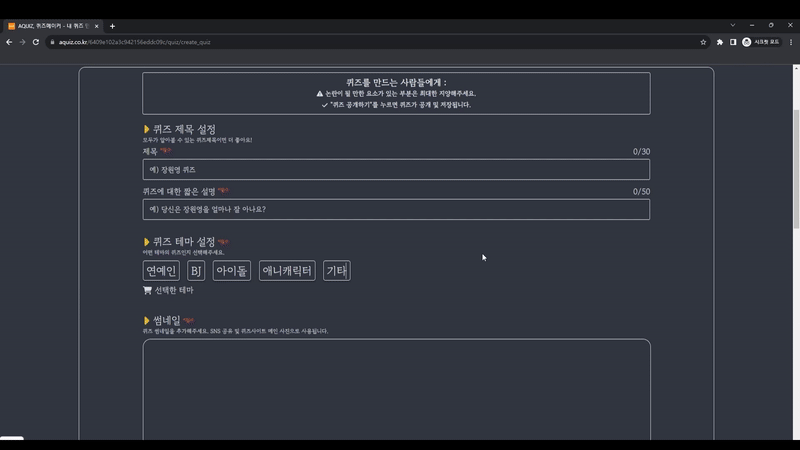 AQUIZ, 퀴즈메이커 - 내 퀴즈 만
aquiz.co.kr/64f09e102a3c942156eddc09c/quiz/create_quiz
시크릿 모드
퀴즈를 만드는 사람들에게 :
논란이 될 만한 요소가 있는 부분은 최대한 지양해주세요.
"퀴즈 공개하기"를 누르면 퀴즈가 공개 및 저장됩니다.
퀴즈 제목 설정
모두가 알아볼 수 있는 퀴즈제목이면 더 좋아요!
제목 *필수
0/30
예) 장원영 퀴즈
퀴즈에 대한 짧은 설명 *필수
0/50
예) 당신은 장원영을 얼마나 잘 아나요?
퀴즈 테마 설정 *필수
어떤 테마의 퀴즈인지 선택해주세요.
연예인 BJ 아이돌 애니캐릭터 기타
선택한 테마
썸네일 *필수
퀴즈 썸네일을 추가해주세요. SNS 공유 및 퀴즈사이트 메인 사진으로 사용됩니다.